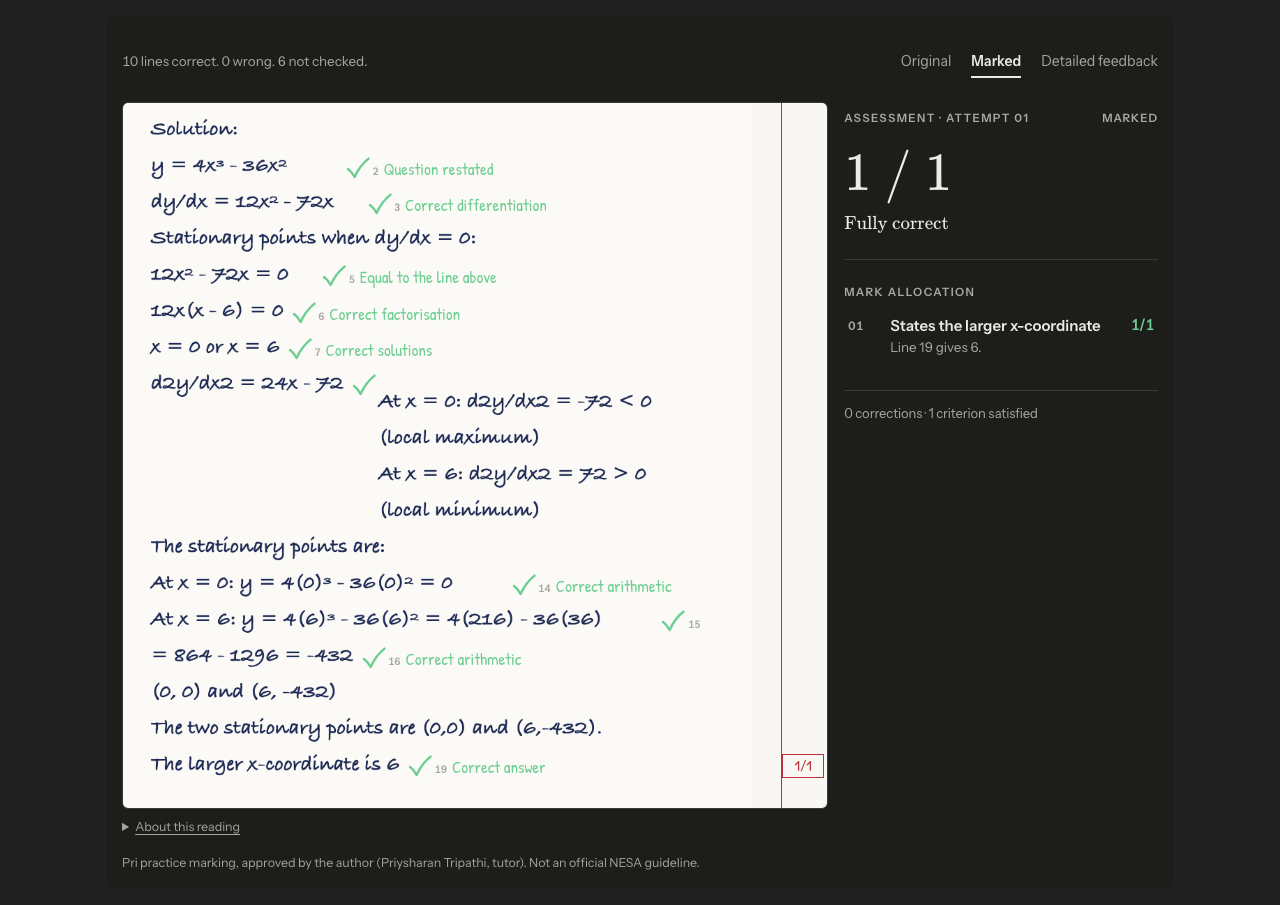 10 lines correct. 0 wrong. 6 not checked.
Original Marked Detailed feedback
Solution:
y = 4x³ - 36x² ✓ 2 Question restated
dy/dx = 12x² - 72x ✓ 3 Correct differentiation
Stationary points when dy/dx = 0:
12x² - 72x = 0 ✓ 5 Equal to the line above
12x(x - 6) = 0 ✓ 6 Correct factorisation
x = 0 or x = 6 ✓ 7 Correct solutions
d2y/dx2 = 24x - 72 ✓
At x = 0: d2y/dx2 = -72 < 0
(local maximum)
At x = 6: d2y/dx2 = 72 > 0
(local minimum)
The stationary points are:
At x = 0: y = 4(0)³ - 36(0)² = 0 ✓ 14 Correct arithmetic
At x = 6: y = 4(6)³ - 36(6)² = 4(216) - 36(36) ✓ 15
= 864 - 1296 = -432 ✓ 16 Correct arithmetic
(0, 0) and (6, -432)
The two stationary points are (0,0) and (6,-432).
The larger x-coordinate is 6 ✓ 19 Correct answer
1/1
ASSESSMENT · ATTEMPT 01 MARKED
1 / 1
Fully correct
MARK ALLOCATION
01 States the larger x-coordinate 1/1
Line 19 gives 6.
0 corrections · 1 criterion satisfied
▶ About this reading
Pri practice marking, approved by the author (Priysharan Tripathi, tutor). Not an official NESA guideline.